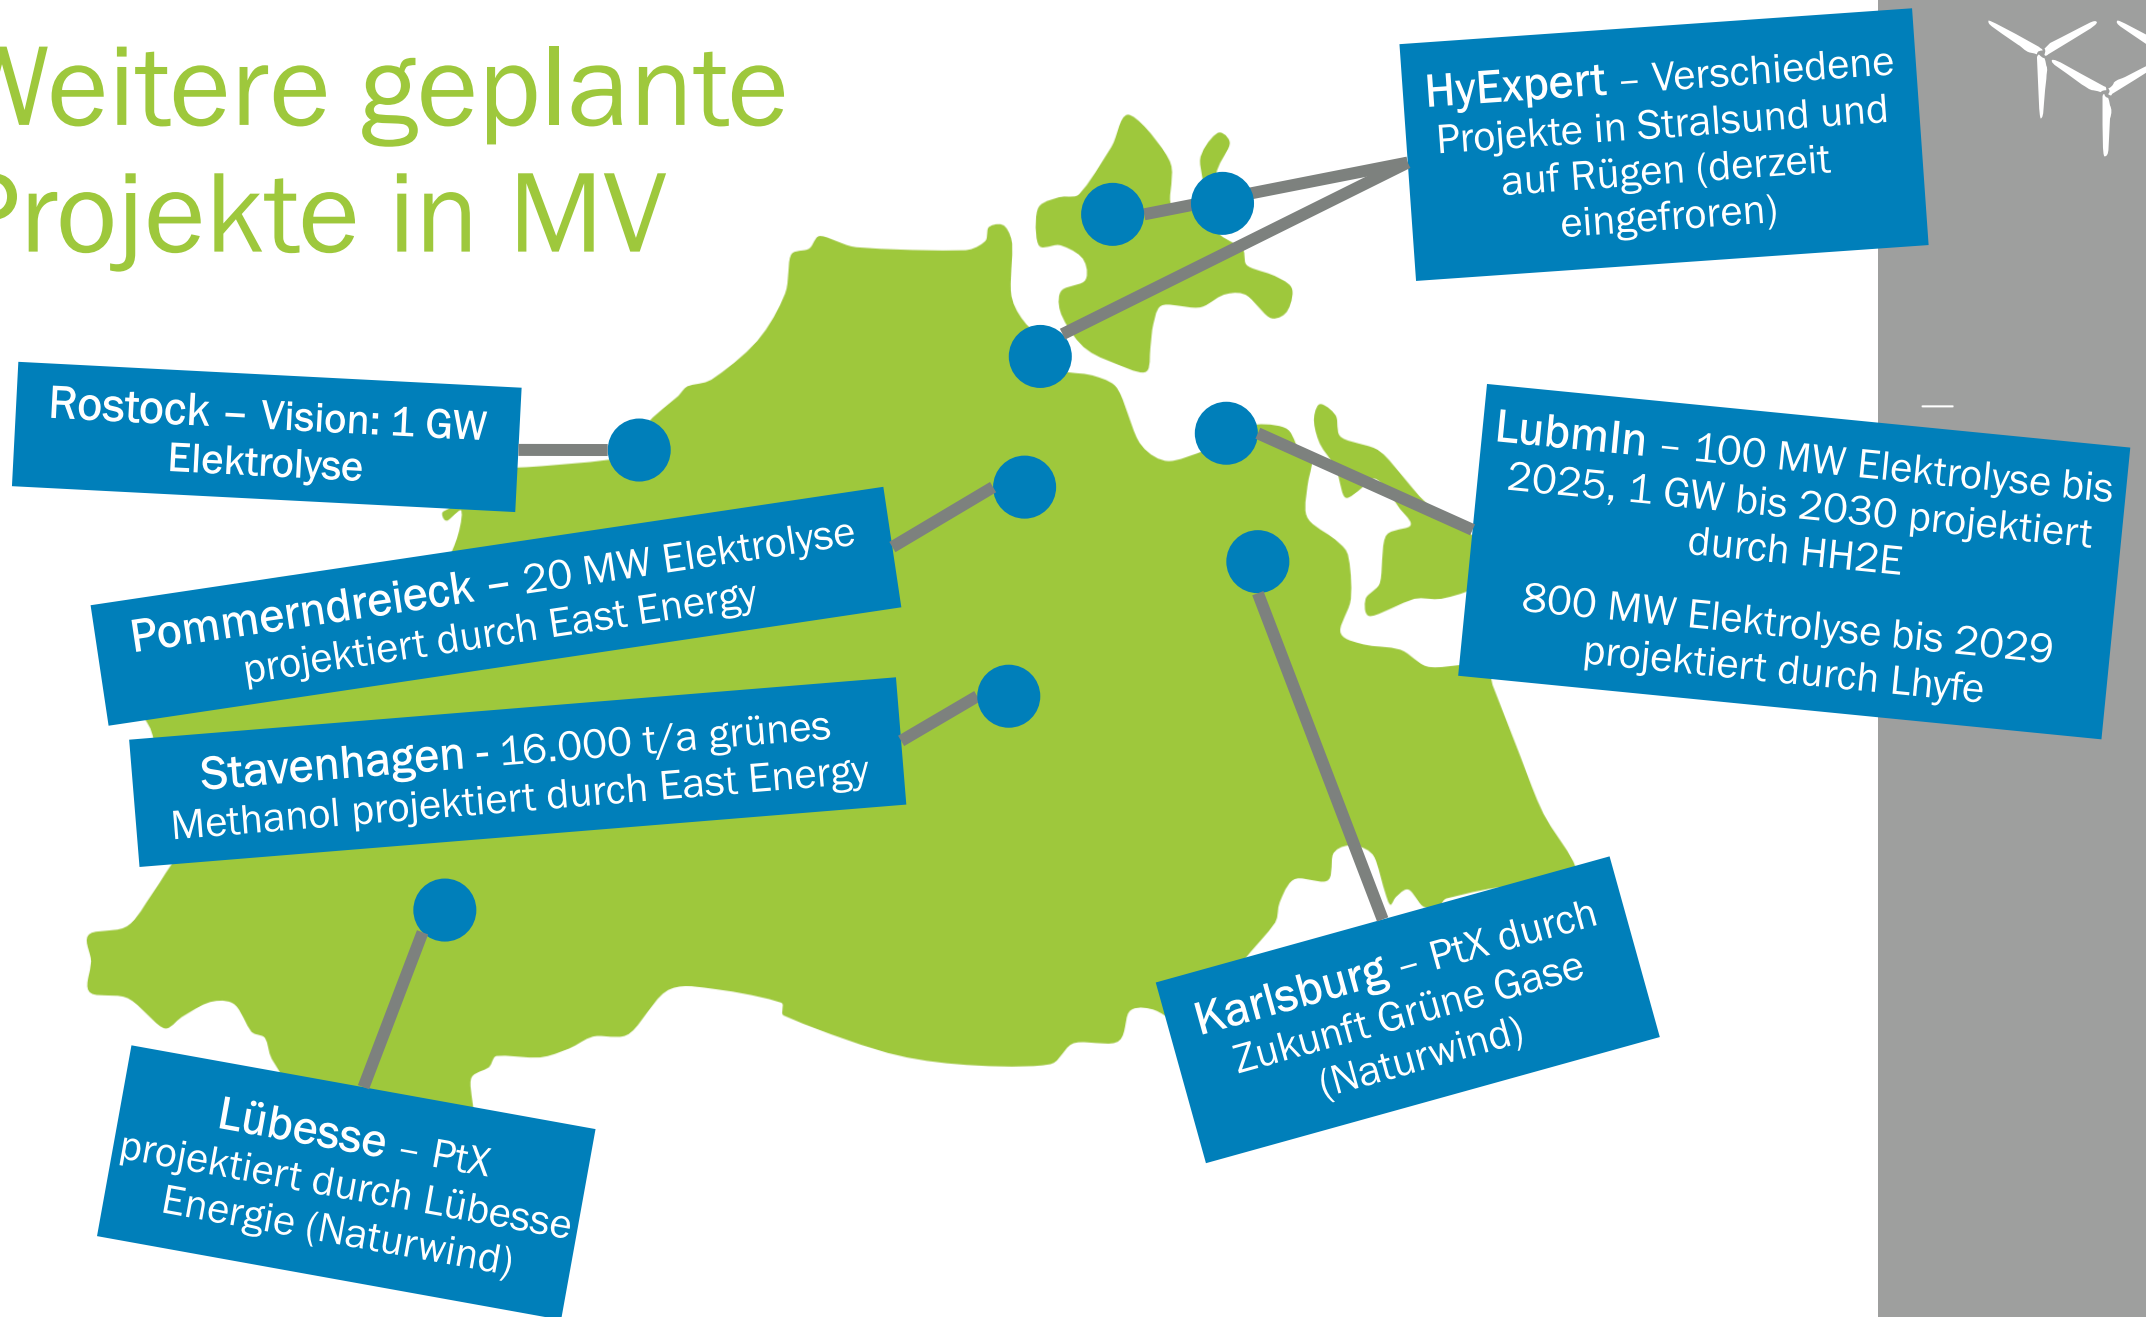 Weitere geplante
Projekte in MV
HyExpert – Verschiedene
Projekte in Stralsund und
auf Rügen (derzeit
eingefroren)
Rostock – Vision: 1 GW
Elektrolyse
LubmIn – 100 MW Elektrolyse bis
2025, 1 GW bis 2030 projektiert
durch HH2E
800 MW Elektrolyse bis 2029
projektiert durch Lhyfe
Pommerndreieck – 20 MW Elektrolyse
projektiert durch East Energy
Stavenhagen - 16.000 t/a grünes
Methanol projektiert durch East Energy
Karlsburg – PtX durch
Zukunft Grüne Gase
(Naturwind)
Lübesse – PtX
projektiert durch Lübesse
Energie (Naturwind)